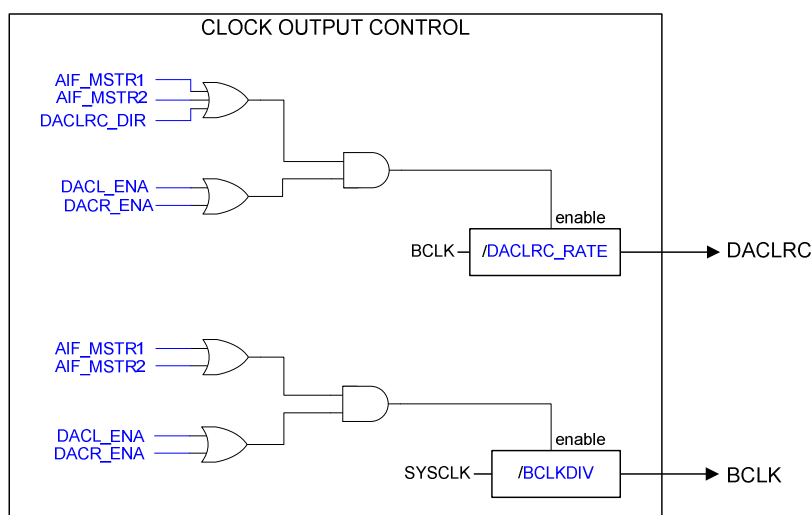 CLOCK OUTPUT CONTROL
AIF_MSTR1
AIF_MSTR2
DACLRC_DIR
DACL_ENA
DACR_ENA
enable
BCLK
/DACLRC_RATE
DACLRC
AIF_MSTR1
AIF_MSTR2
DACL_ENA
DACR_ENA
enable
SYSCLK
/BCLKDIV
BCLK